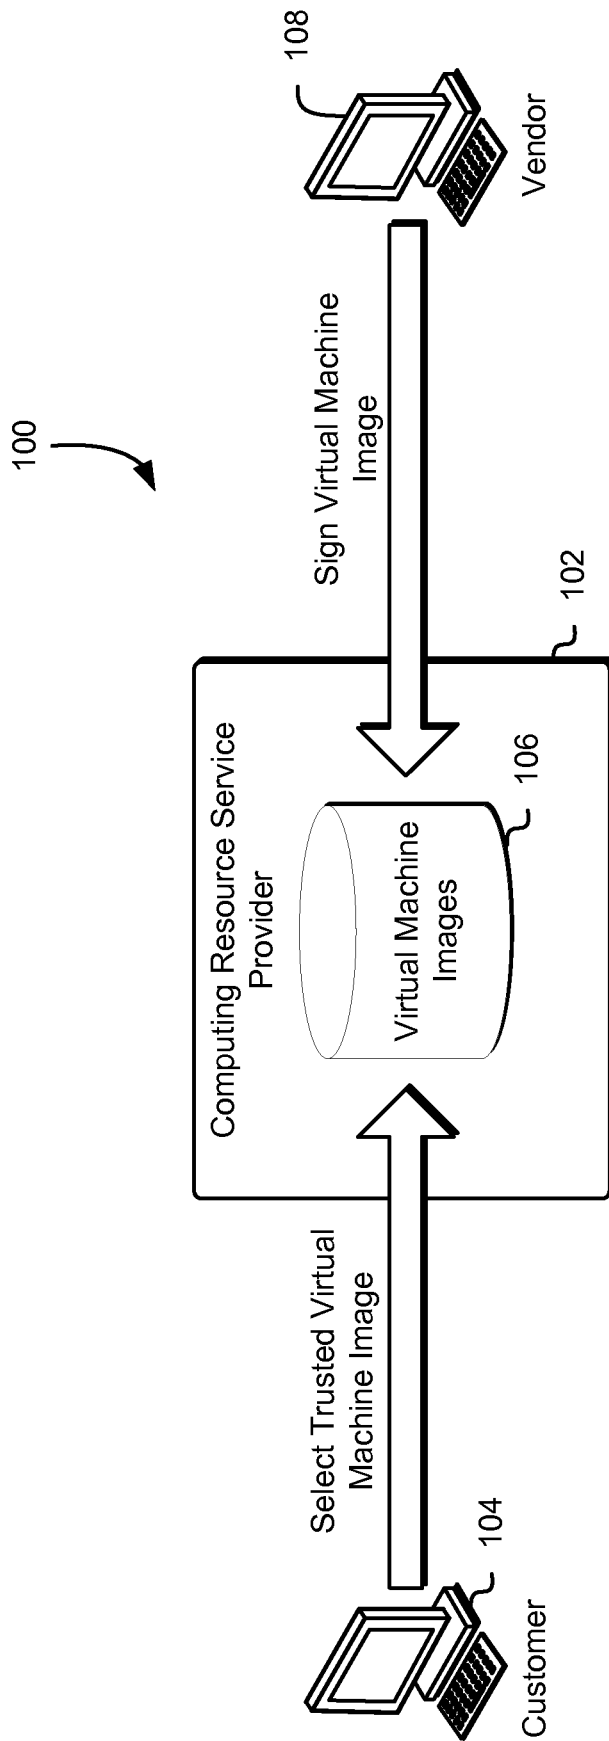 100
Computing Resource Service
Provider
Select Trusted Virtual
Machine Image
Sign Virtual Machine
Image
Virtual Machine
Images
106
102
104
108
Customer
Vendor